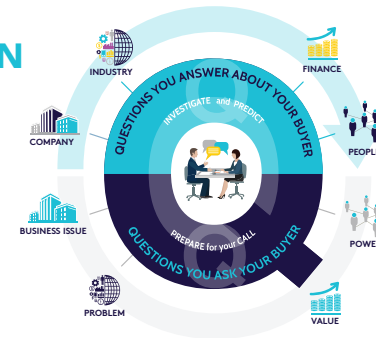 N
INDUSTRY
FINANCE
QUESTIONS YOU ANSWER ABOUT YOUR BUYER
INVESTIGATE and PREDICT
COMPANY
PEOPL
BUSINESS ISSUE
POWE
PREPARE for your CALL
QUESTIONS YOU ASK YOUR BUYER
PROBLEM
VALUE
Q
Q